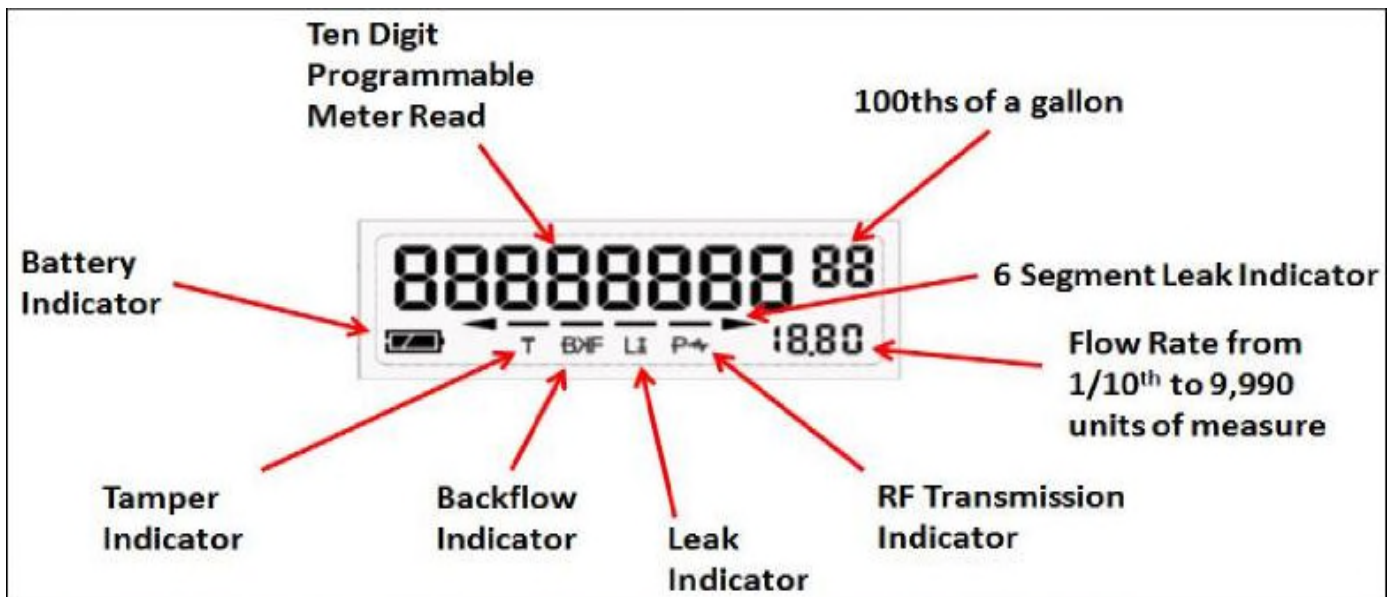 Ten Digit
Programmable
Meter Read
100ths of a gallon
Battery
Indicator
88888888 88
6 Segment Leak Indicator
T BKF LI P
18.80
Flow Rate from
1/10th to 9,990
units of measure
Tamper
Indicator
Backflow
Indicator
Leak
Indicator
RF Transmission
Indicator